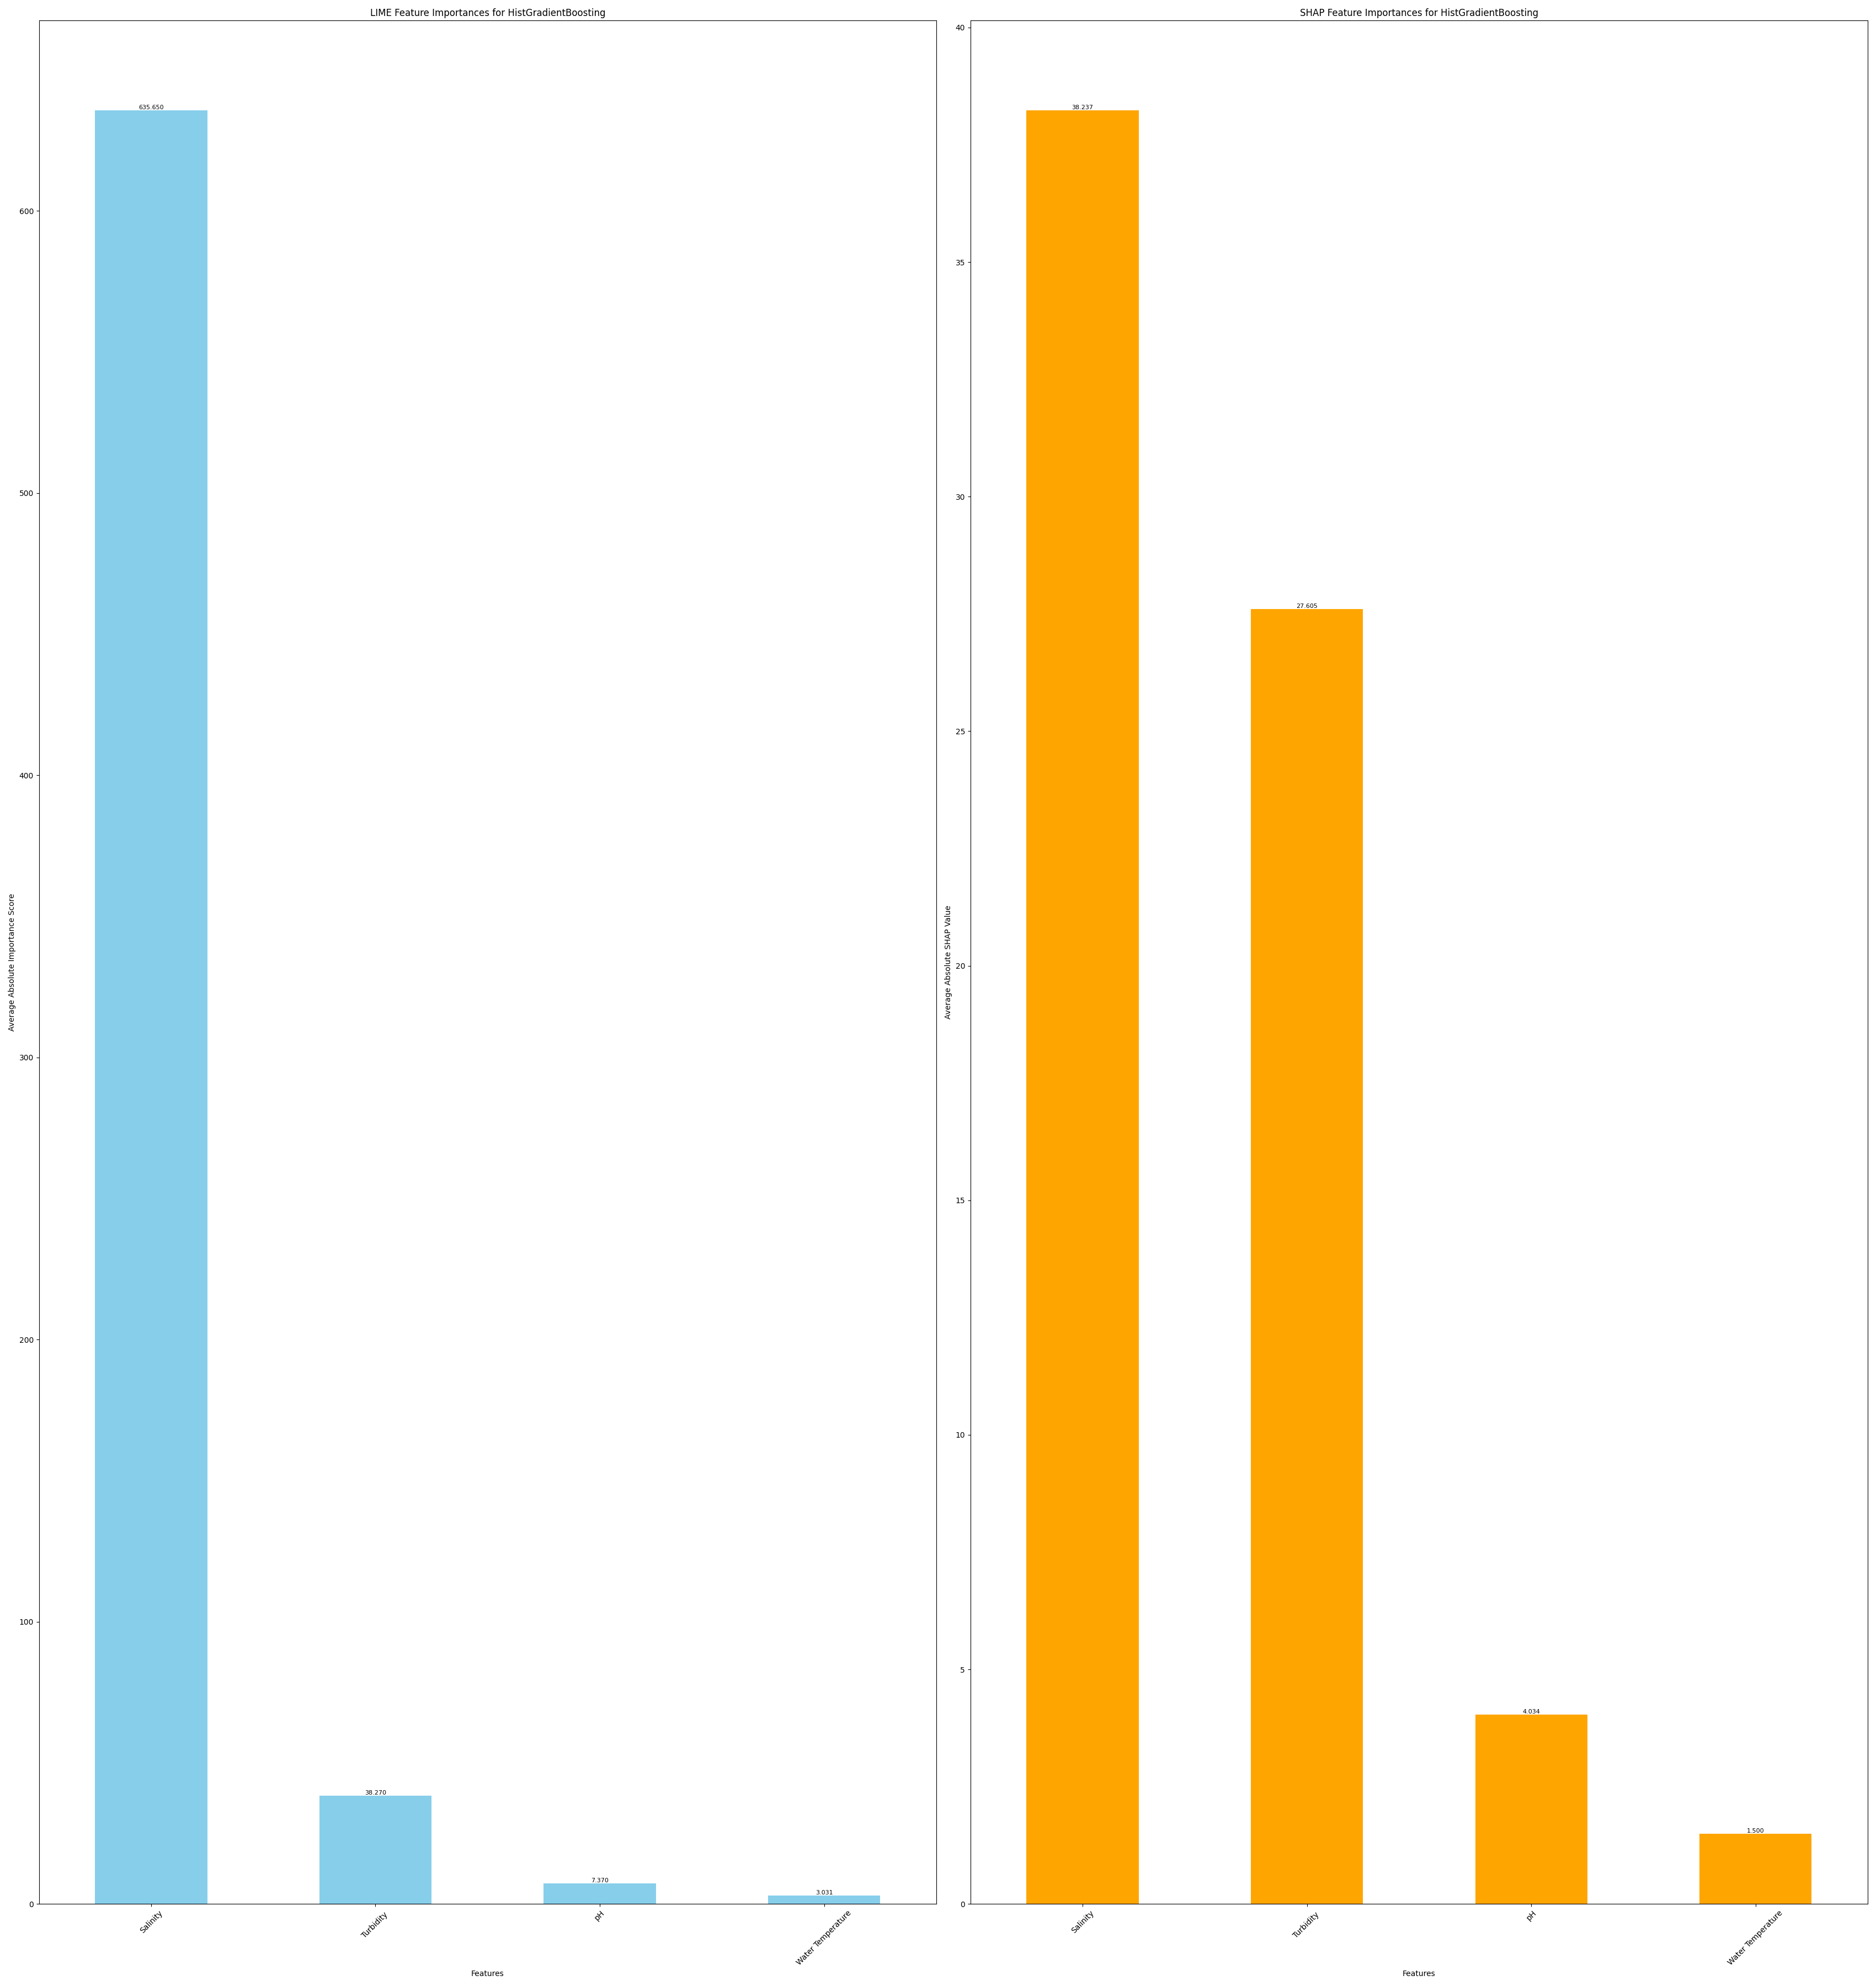 LIME Feature Importances for HistGradientBoosting
Average Absolute Importance Score
600
500
400
300
200
100
0
635.650
38.270
7.370
3.031
Salinity
Turbidity
pH
Water Temperature
Features
SHAP Feature Importances for HistGradientBoosting
Average Absolute SHAP Value
40
35
30
25
20
15
10
5
0
38.237
27.605
4.034
1.500
Salinity
Turbidity
pH
Water Temperature
Features